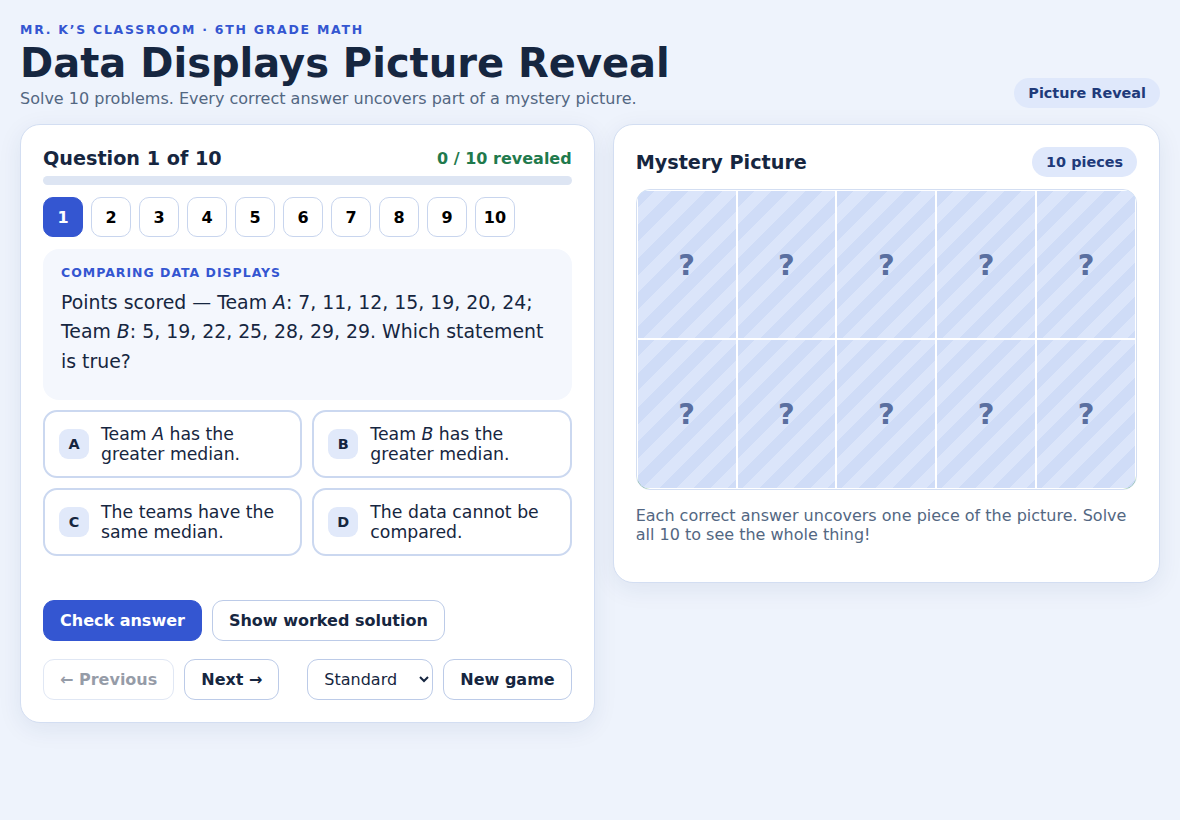 MR. K’S CLASSROOM · 6TH GRADE MATH
Data Displays Picture Reveal
Solve 10 problems. Every correct answer uncovers part of a mystery picture.
Picture Reveal
Question 1 of 10
0 / 10 revealed
1 2 3 4 5 6 7 8 9 10
COMPARING DATA DISPLAYS
Points scored — Team A: 7, 11, 12, 15, 19, 20, 24;
Team B: 5, 19, 22, 25, 28, 29, 29. Which statement
is true?
A Team A has the
greater median.
B Team B has the
greater median.
C The teams have the
same median.
D The data cannot be
compared.
Check answer
Show worked solution
← Previous
Next →
Standard
New game
Mystery Picture
10 pieces
? ? ? ? ?
? ? ? ? ?
Each correct answer uncovers one piece of the picture. Solve
all 10 to see the whole thing!